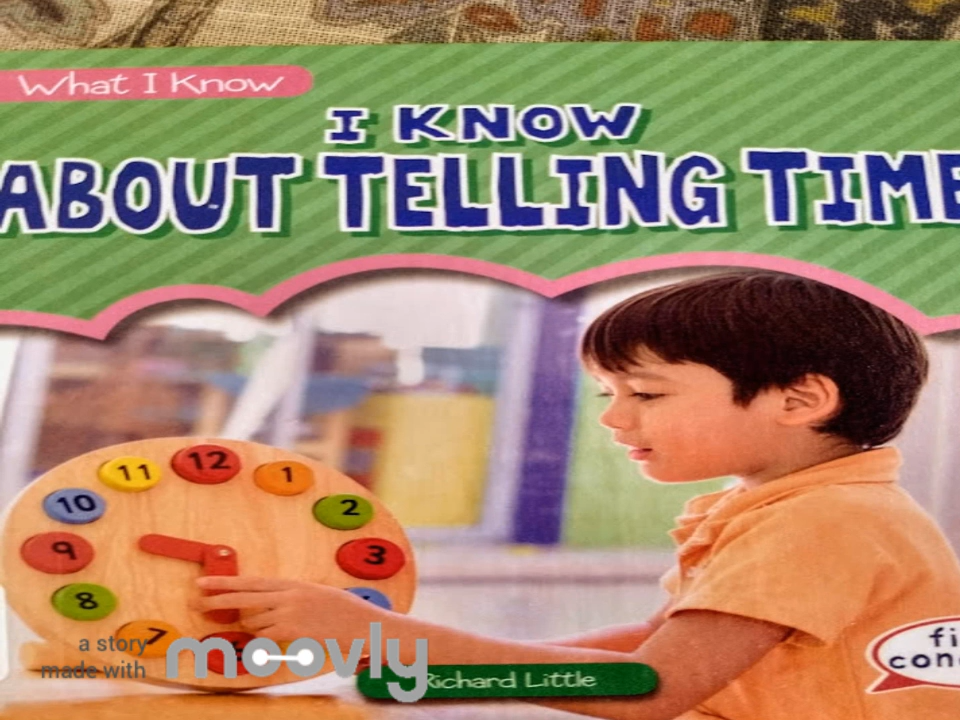 What I Know
I KNOW
ABOUT TELLING TIME
12
11
1
10
2
9
3
8
7
a story
made with moovly
Richard Little